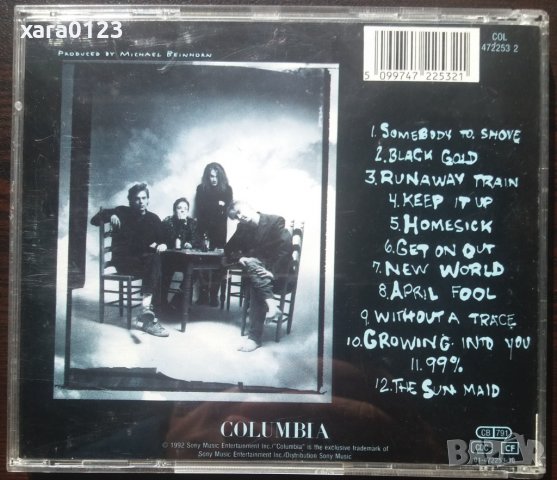 xara0123
PRODUCED BY MICHAEL BEINHORN
COL
472253 2
5 099747 225321
1. SOMEBODY TO SHOVE
2. BLACK GOLD
3. RUNAWAY TRAIN
4. KEEP IT UP
5. HOMESICK
6. GET ON OUT
7. NEW WORLD
8. APRIL FOOL
9. WITHOUT A TRACE
10. GROWING INTO YOU
11. 99%
12. THE SUN MAID
COLUMBIA
© 1992 Sony Music Entertainment Inc./"Columbia" is the exclusive trademark of
Sony Music Entertainment Inc./Distribution Sony Music
CB 791
CF